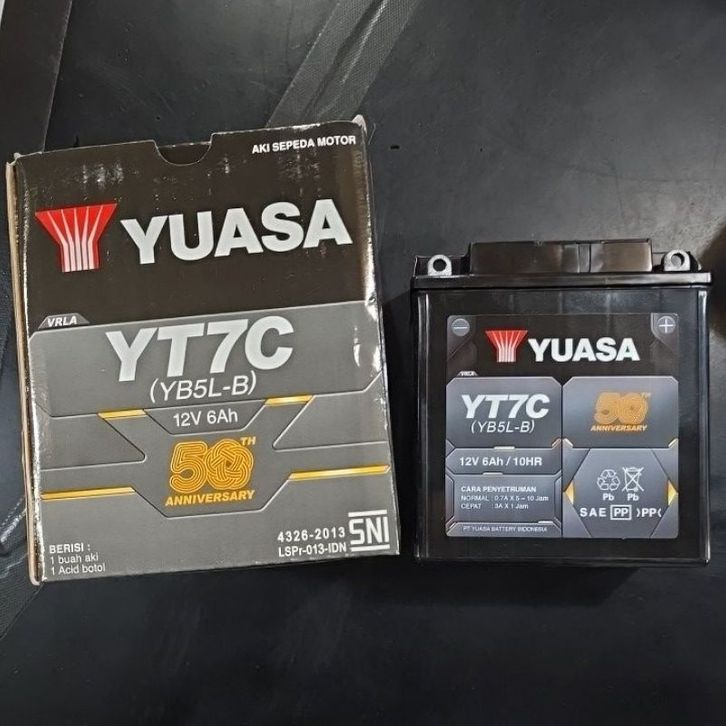 AKI SEPEDA MOTOR
YUASA
VRLA
YT7C
(YB5L-B)
12V 6Ah
50TH
ANNIVERSARY
4326-2013
LSPr-013-IDN
SNI
BERISI :
1 buah aki
1 Acid botol
- +
YUASA
VRLA
YT7C
(YB5L-B)
50TH
ANNIVERSARY
12V 6Ah / 10HR
CARA PENYETRUMAN
NORMAL : 0.7A X 5 ~ 10 Jam
CEPAT : 3A X 1 Jam
Pb Pb
SAE PP )PP(
PT YUASA BATTERY INDONESIA